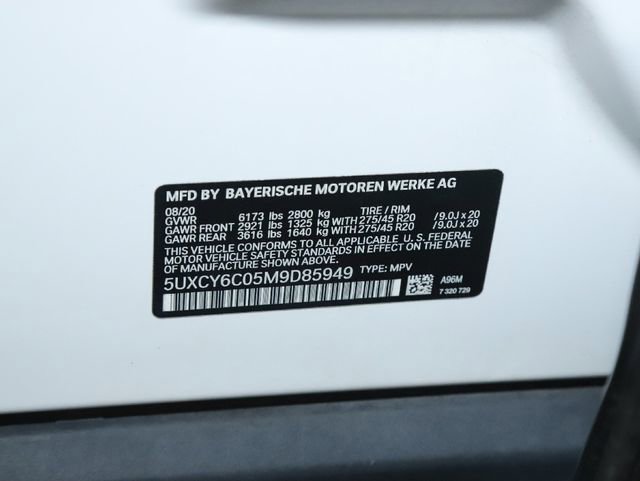 MFD BY BAYERISCHE MOTOREN WERKE AG
08/20 TIRE / RIM
GVWR 6173 lbs 2800 kg
GAWR FRONT 2921 lbs 1325 kg WITH 275/45 R20 / 9.0J x 20
GAWR REAR 3616 lbs 1640 kg WITH 275/45 R20 / 9.0J x 20
THIS VEHICLE CONFORMS TO ALL APPLICABLE U.S. FEDERAL
MOTOR VEHICLE SAFETY STANDARDS
IN EFFECT ON THE DATE OF MANUFACTURE SHOWN ABOVE.
5UXCY6C05M9D85949 TYPE: MPV
A96M
7 320 729